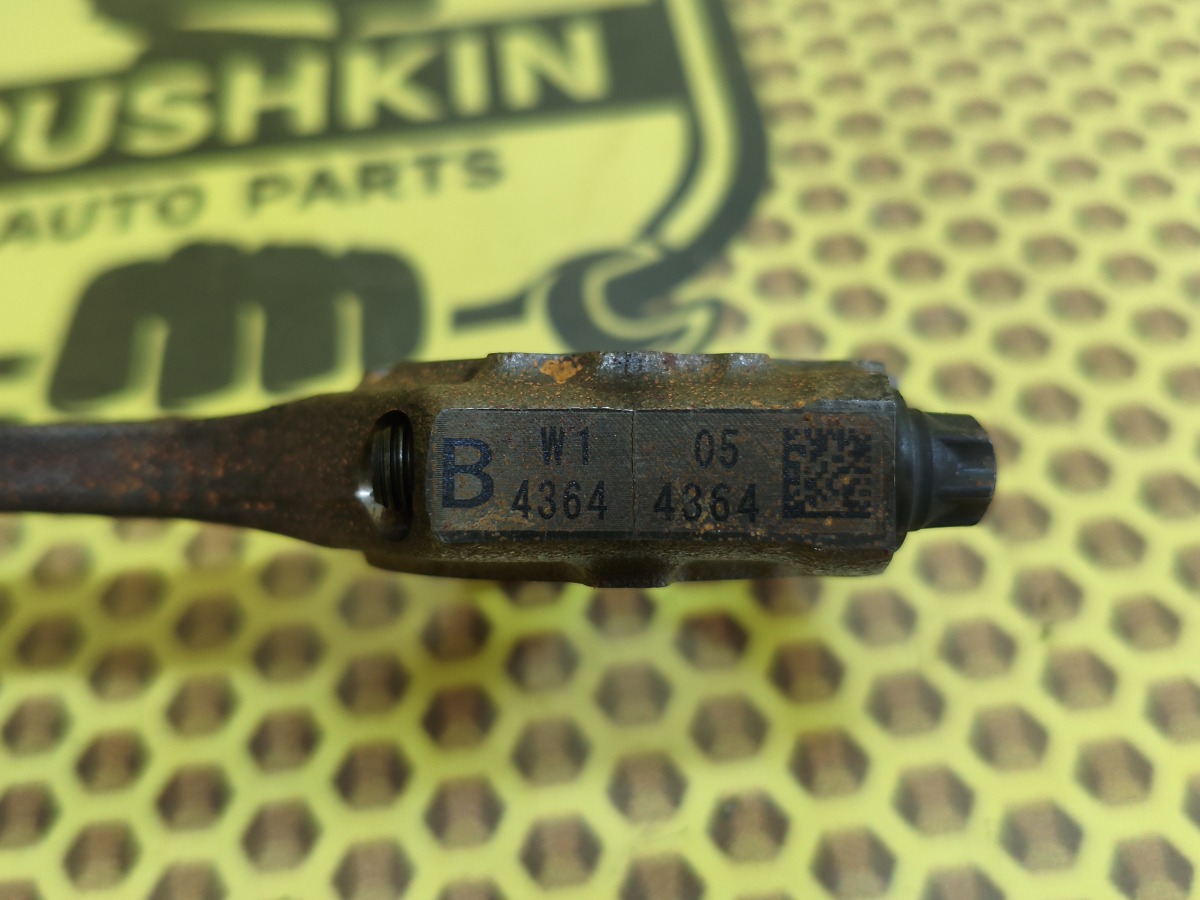 PUSHKIN
AUTO PARTS
B
W1 05
4364 4364